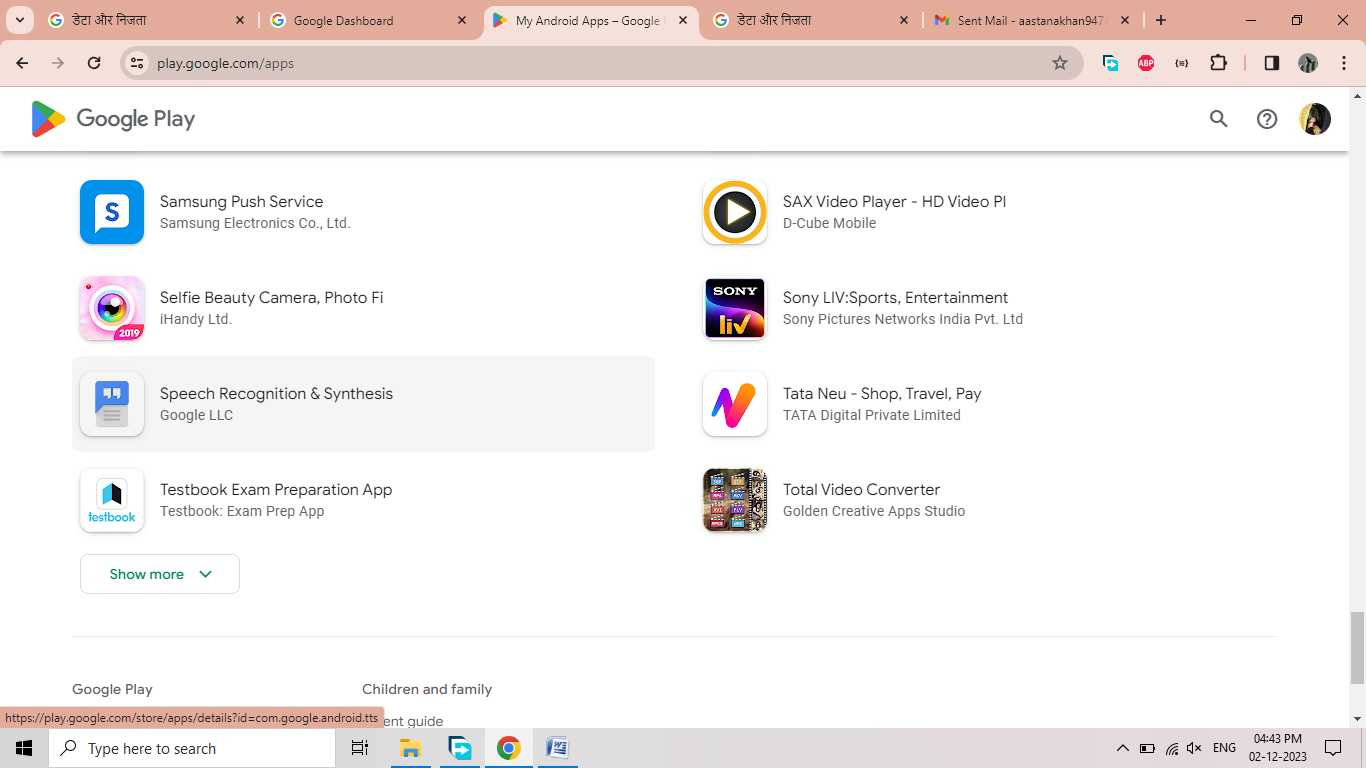 डेटा और निजता
Google Dashboard
My Android Apps – Google
डेटा और निजता
Sent Mail - aastanakhan947
play.google.com/apps
ABP
Google Play
S
Samsung Push Service
Samsung Electronics Co., Ltd.
SAX Video Player - HD Video Pl
D-Cube Mobile
2019
Selfie Beauty Camera, Photo Fi
iHandy Ltd.
SONY
liv
Sony LIV:Sports, Entertainment
Sony Pictures Networks India Pvt. Ltd
Speech Recognition & Synthesis
Google LLC
Tata Neu - Shop, Travel, Pay
TATA Digital Private Limited
testbook
Testbook Exam Preparation App
Testbook: Exam Prep App
Total Video Converter
Golden Creative Apps Studio
Show more
Google Play
Children and family
ent guide
https://play.google.com/store/apps/details?id=com.google.android.tts
Type here to search
ENG
04:43 PM
02-12-2023